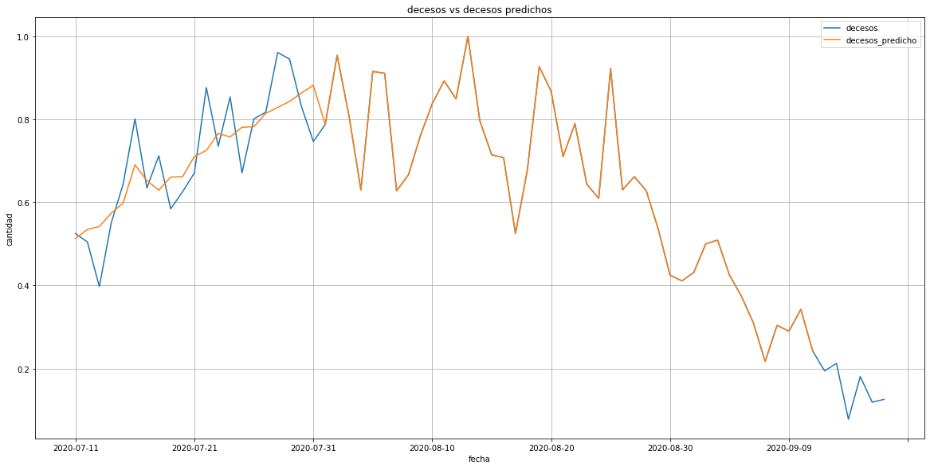 decesos vs decesos predichos
decesos
decesos_predicho
1.0
0.8
0.6
0.4
0.2
cantidad
2020-07-11 2020-07-21 2020-07-31 2020-08-10 2020-08-20 2020-08-30 2020-09-09
fecha